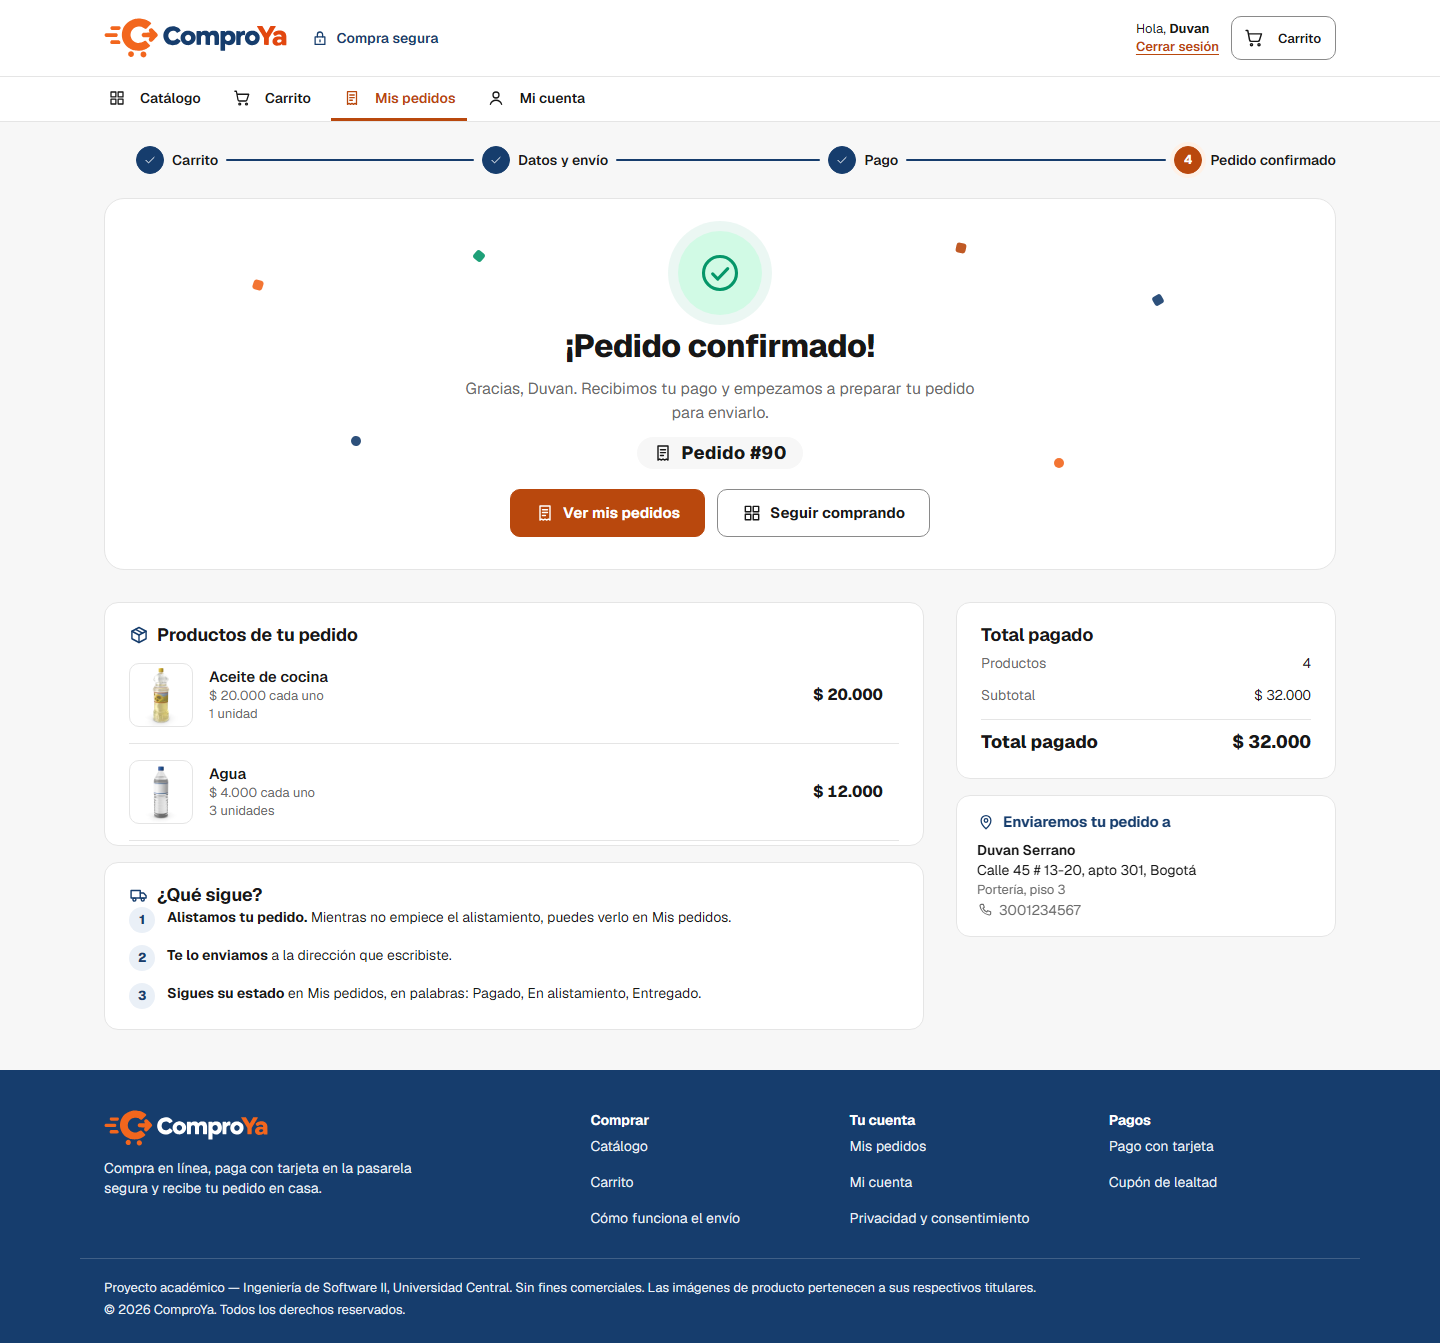 ComproYa
Compra segura
Hola, Duvan
Cerrar sesión
Carrito
Catálogo
Carrito
Mis pedidos
Mi cuenta
Carrito
Datos y envío
Pago
4 Pedido confirmado
¡Pedido confirmado!
Gracias, Duvan. Recibimos tu pago y empezamos a preparar tu pedido
para enviarlo.
Pedido #90
Ver mis pedidos
Seguir comprando
Productos de tu pedido
Aceite de cocina
$ 20.000 cada uno
1 unidad
$ 20.000
Agua
$ 4.000 cada uno
3 unidades
$ 12.000
¿Qué sigue?
1 Alistamos tu pedido. Mientras no empiece el alistamiento, puedes verlo en Mis pedidos.
2 Te lo enviamos a la dirección que escribiste.
3 Sigues su estado en Mis pedidos, en palabras: Pagado, En alistamiento, Entregado.
Total pagado
Productos 4
Subtotal $ 32.000
Total pagado $ 32.000
Enviaremos tu pedido a
Duvan Serrano
Calle 45 # 13-20, apto 301, Bogotá
Portería, piso 3
3001234567
ComproYa
Compra en línea, paga con tarjeta en la pasarela
segura y recibe tu pedido en casa.
Comprar
Catálogo
Carrito
Cómo funciona el envío
Tu cuenta
Mis pedidos
Mi cuenta
Privacidad y consentimiento
Pagos
Pago con tarjeta
Cupón de lealtad
Proyecto académico — Ingeniería de Software II, Universidad Central. Sin fines comerciales. Las imágenes de producto pertenecen a sus respectivos titulares.
© 2026 ComproYa. Todos los derechos reservados.